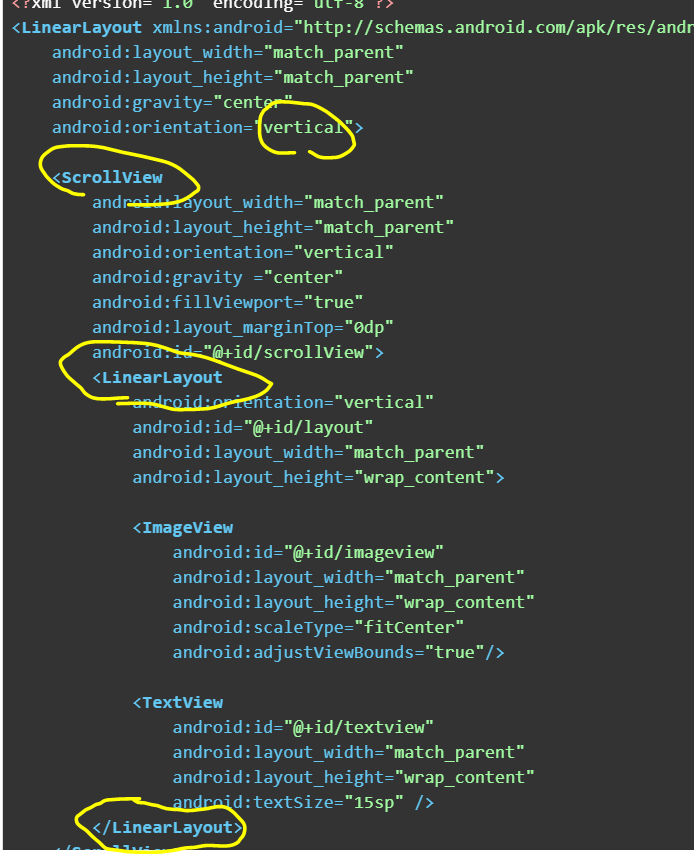 <?xml version="1.0" encoding="utf-8"?>
<LinearLayout xmlns:android="http://schemas.android.com/apk/res/andr
android:layout_width="match_parent"
android:layout_height="match_parent"
android:gravity="center"
android:orientation="vertical">
<ScrollView
android:layout_width="match_parent"
android:layout_height="match_parent"
android:orientation="vertical"
android:gravity ="center"
android:fillViewport="true"
android:layout_marginTop="0dp"
android:id="@+id/scrollView">
<LinearLayout
android:orientation="vertical"
android:id="@+id/layout"
android:layout_width="match_parent"
android:layout_height="wrap_content">
<ImageView
android:id="@+id/imageview"
android:layout_width="match_parent"
android:layout_height="wrap_content"
android:scaleType="fitCenter"
android:adjustViewBounds="true"/>
<TextView
android:id="@+id/textview"
android:layout_width="match_parent"
android:layout_height="wrap_content"
android:textSize="15sp" />
</LinearLayout>
</ScrollView